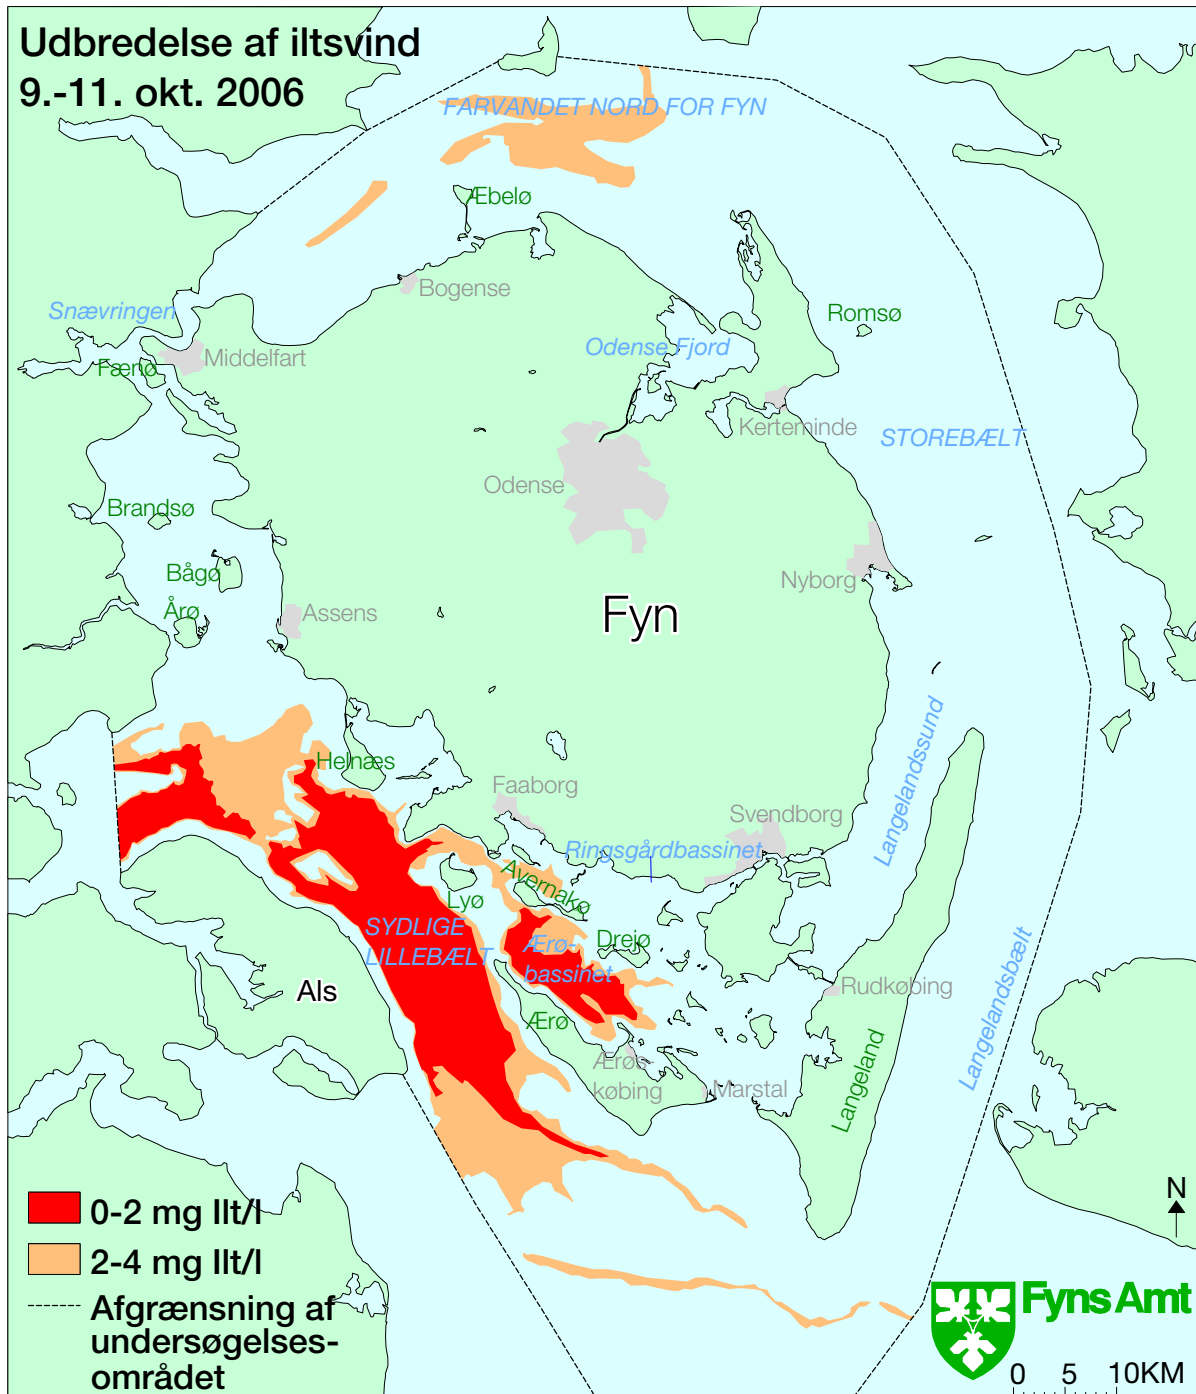 Udbredelse af iltsvind
9.-11. okt. 2006
FARVANDET NORD FOR FYN
Æbelø
Bogense
Snævringen
Romsø
Odense Fjord
Middelfart
Fænø
Kerteminde
STOREBÆLT
Odense
Brandsø
Bågø
Nyborg
Årø
Assens
Fyn
Langelandssund
Helnæs
Faaborg
Svendborg
Ringsgårdbassinet
Avernakø
Lyø
SYDLIGE
LILLEBÆLT
Drejø
Ærø-
bassinet
Als
Rudkøbing
Ærø
Langelandsbælt
Ærøs-
købing
Marstal
Langeland
N
0-2 mg Ilt/l
2-4 mg Ilt/l
Afgrænsning af
undersøgelses-
området
Fyns Amt
0 5 10KM